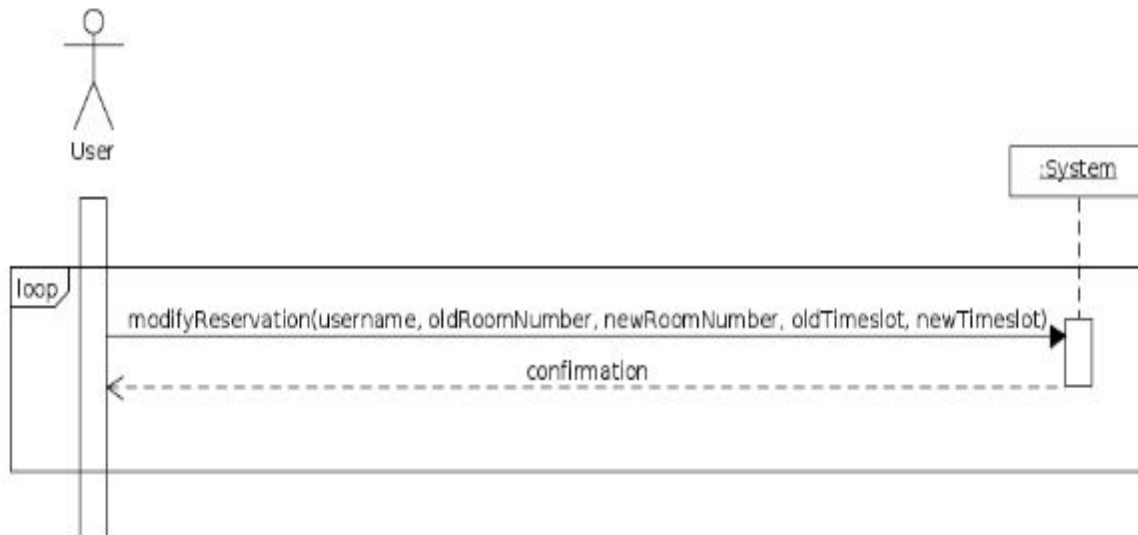 User
:System
loop
modifyReservation(username, oldRoomNumber, newRoomNumber, oldTimeslot, newTimeslot)
confirmation